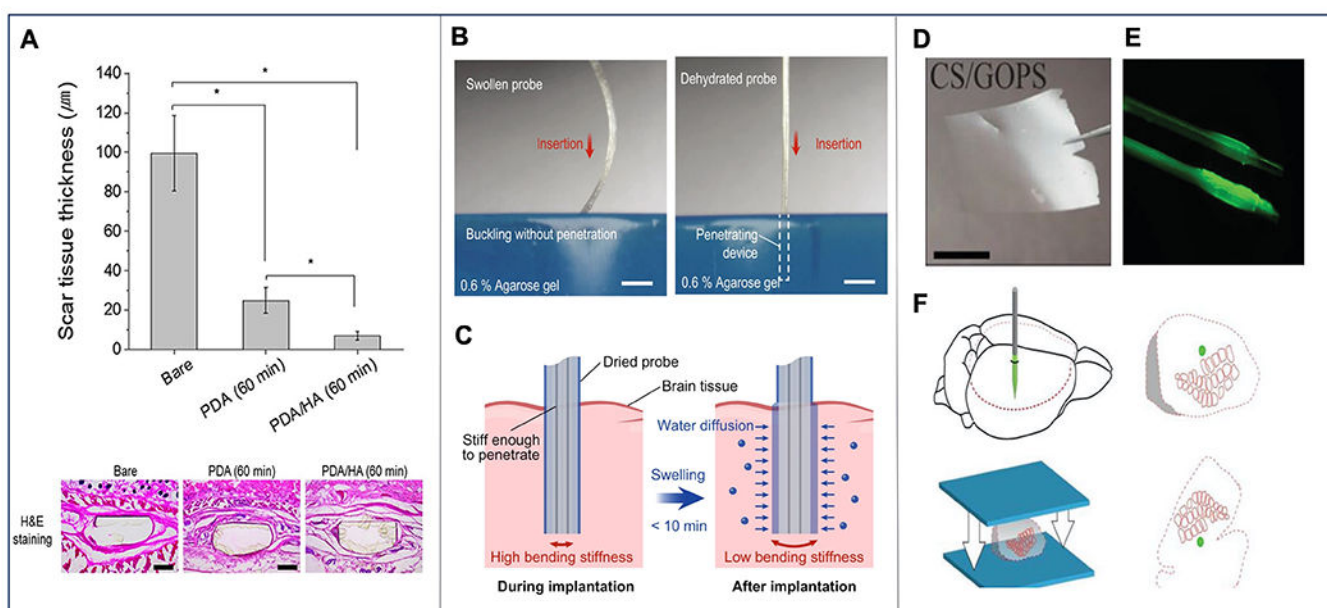 A
Scar tissue thickness (㎛)
140
120
100
80
60
40
20
0
*
*
*
Bare
PDA (60 min)
PDA/HA (60 min)
Bare
PDA (60 min)
PDA/HA (60 min)
H&E
staining
B
Swollen probe
Insertion
Buckling without penetration
0.6 % Agarose gel
Dehydrated probe
Insertion
Penetrating
device
0.6 % Agarose gel
C
Dried probe
Brain tissue
Stiff enough
to penetrate
High bending stiffness
During implantation
Swelling
< 10 min
Water diffusion
Low bending stiffness
After implantation
D
CS/GOPS
E
F